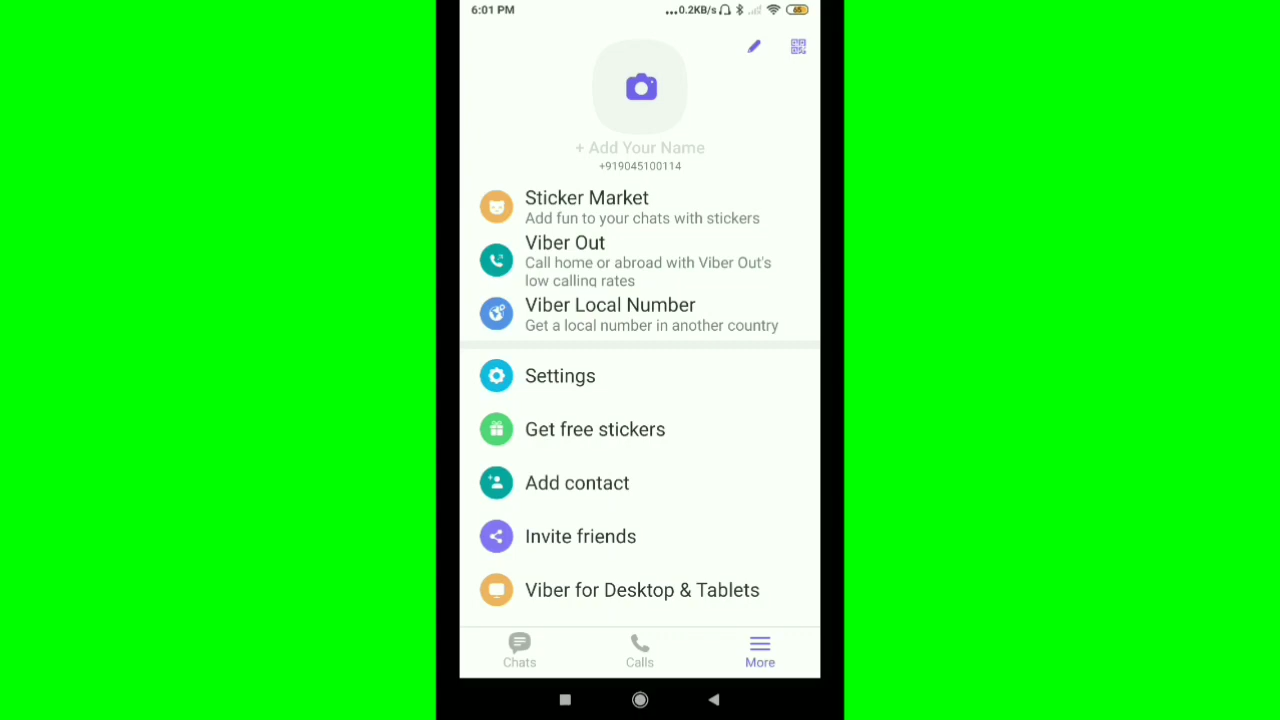 6:01 PM
...0.2KB/s
65
+ Add Your Name
+919045100114
Sticker Market
Add fun to your chats with stickers
Viber Out
Call home or abroad with Viber Out's
low calling rates
Viber Local Number
Get a local number in another country
Settings
Get free stickers
Add contact
Invite friends
Viber for Desktop & Tablets
Chats
Calls
More